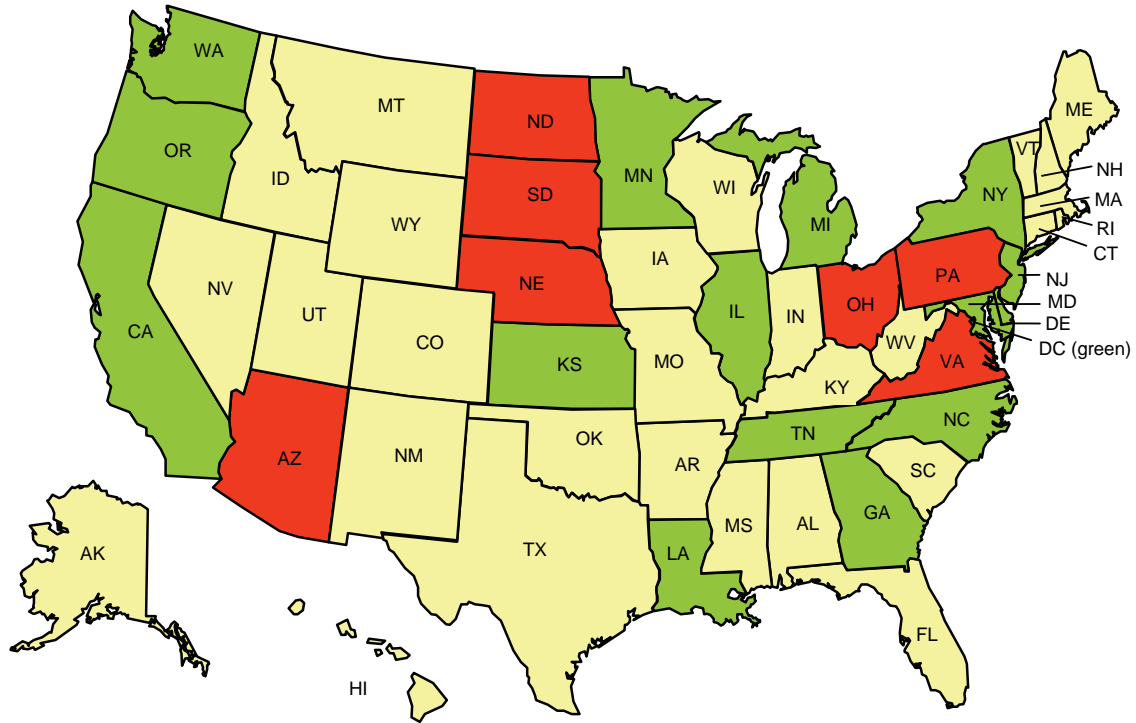 WA
MT
ND
ME
OR
ID
SD
MN
WI
VT
NH
NY
MA
MI
RI
WY
CT
IA
NE
PA
NJ
NV
MD
OH
UT
IL
IN
DE
CA
CO
WV
DC (green)
KS
MO
VA
KY
OK
TN
NC
AZ
NM
AR
SC
GA
MS
AL
TX
LA
AK
FL
HI